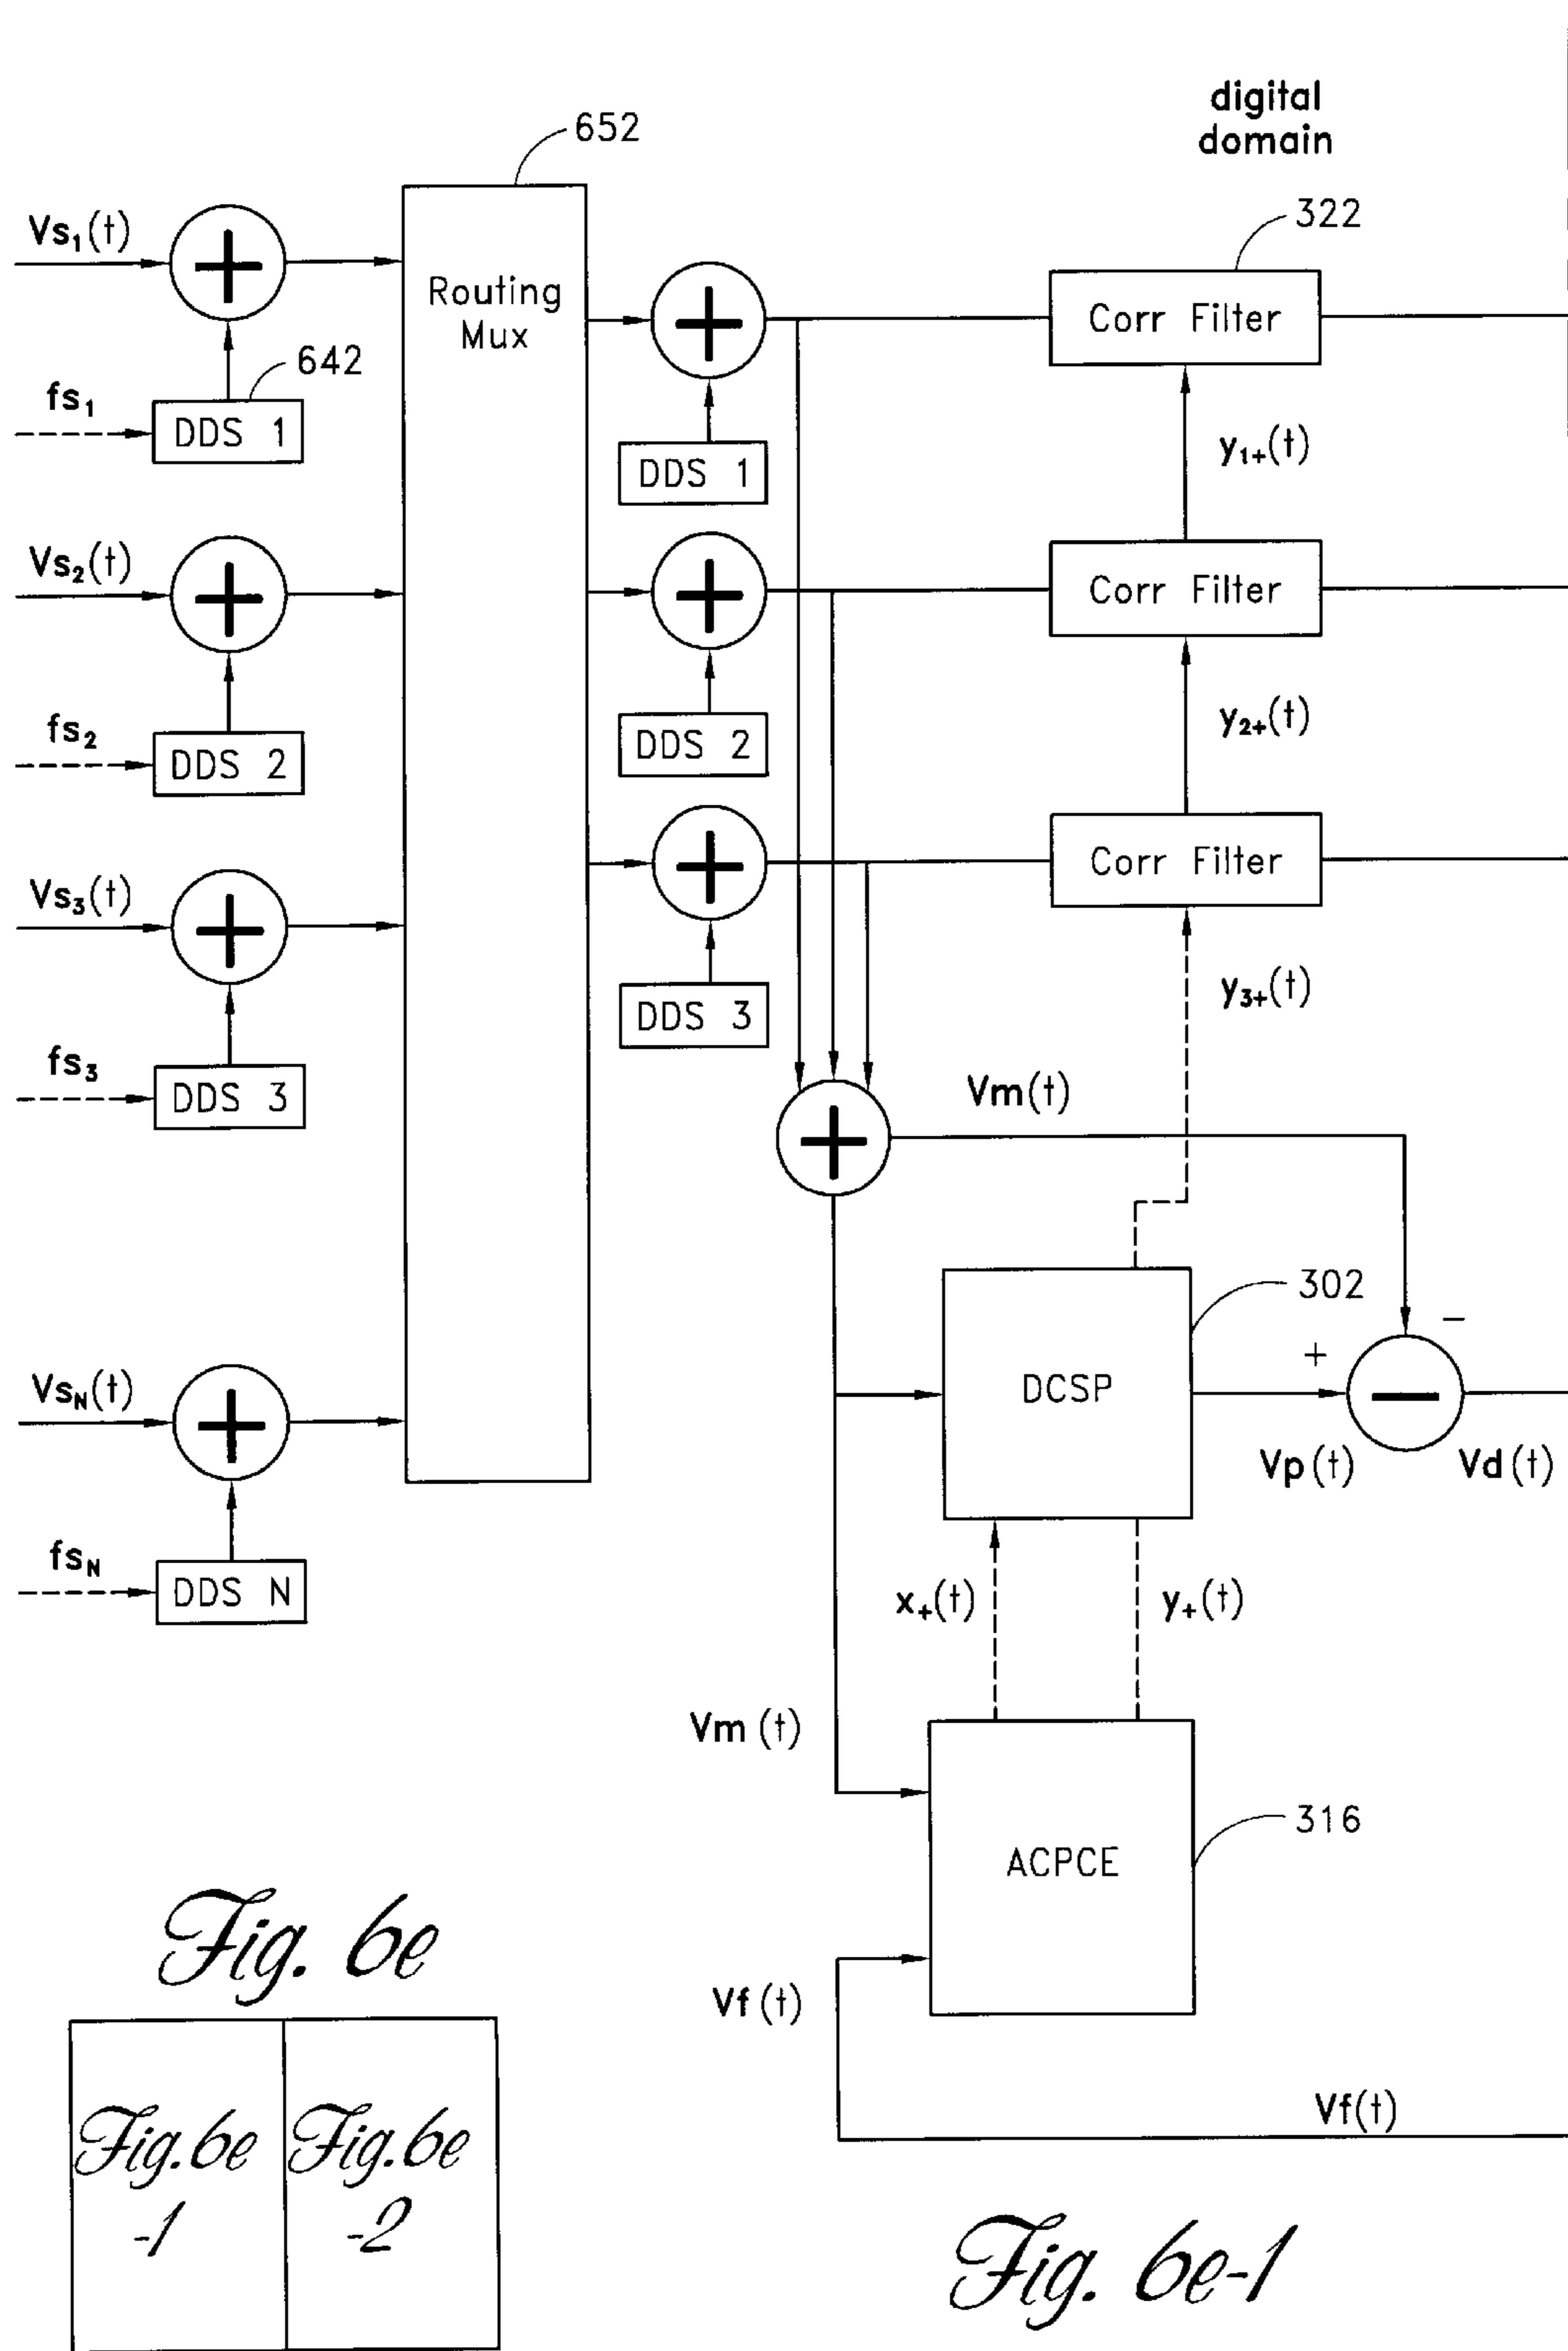 digital
domain
652
322
Vs₁(t)
Routing
Mux
Corr Filter
642
fs₁
DDS 1
y₁₊(t)
DDS 1
Vs₂(t)
Corr Filter
fs₂
y₂₊(t)
DDS 2
DDS 2
Vs₃(t)
Corr Filter
y₃₊(t)
DDS 3
fs₃
DDS 3
Vm(t)
302
+
−
VsN(t)
DCSP
Vp(t)
Vd(t)
fsN
DDS N
x₊(t)
y₊(t)
Vm (t)
316
ACPCE
Vf (t)
Vf(t)
Fig. 6e
Fig.6e
-1
Fig.6e
-2
Fig. 6e-1